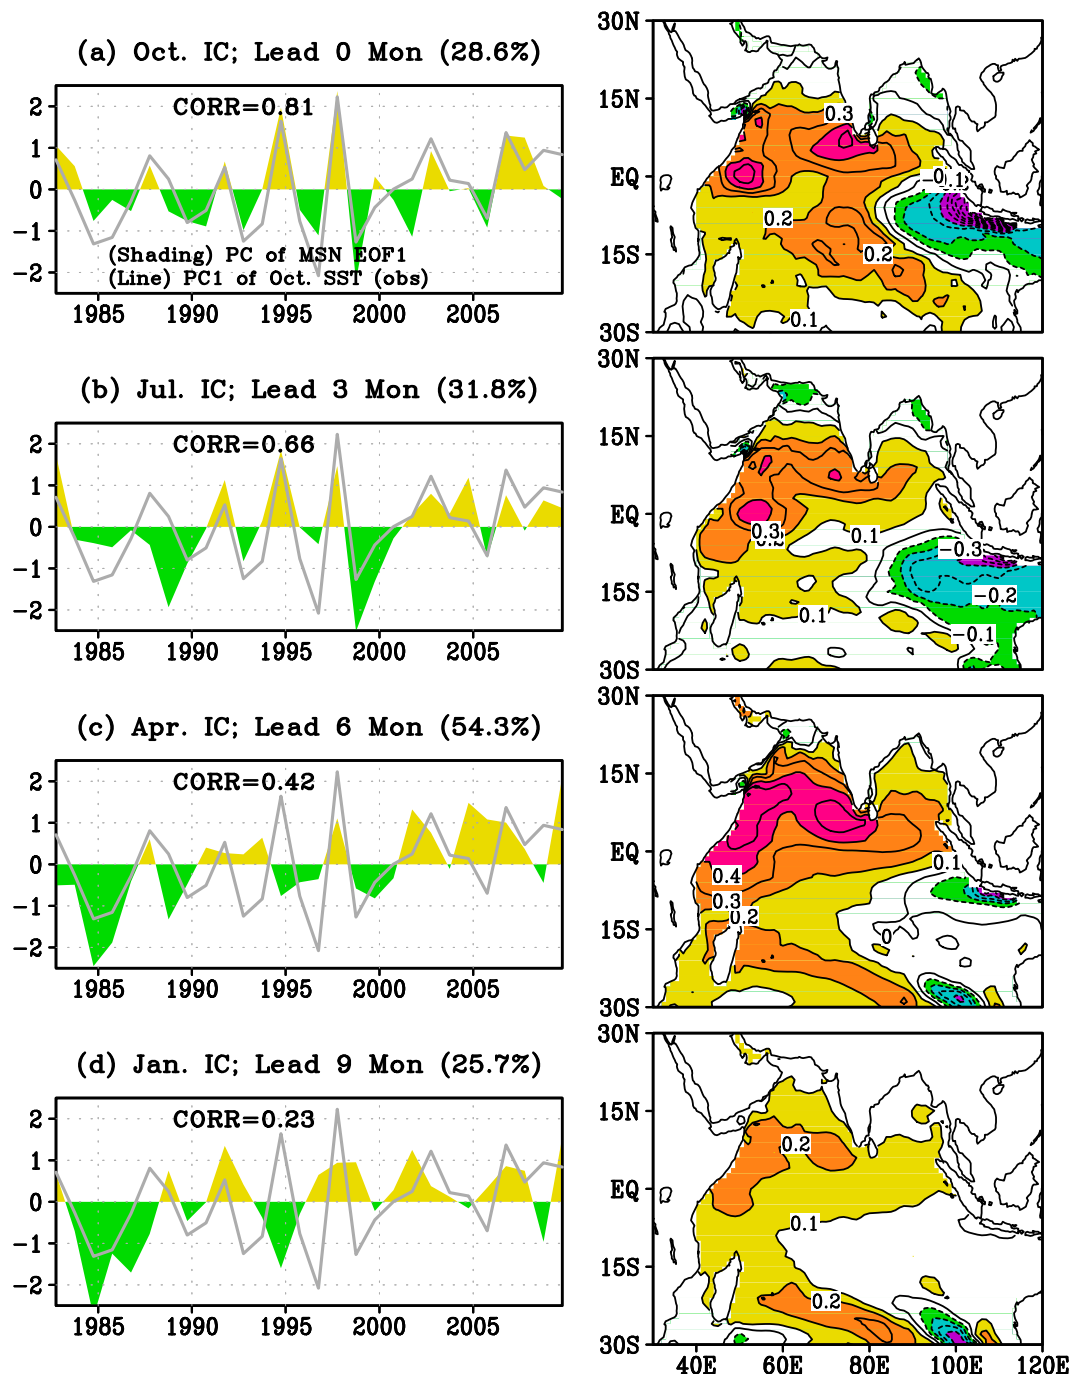 (a) Oct. IC; Lead 0 Mon (28.6%)
2
1
0
-1
-2
CORR=0.81
(Shading) PC of MSN EOF1
(Line) PC1 of Oct. SST (obs)
1985 1990 1995 2000 2005
30N
15N
EQ
15S
30S
0.3
0.2
0.2
0.1
(b) Jul. IC; Lead 3 Mon (31.8%)
2
1
0
-1
-2
CORR=0.66
1985 1990 1995 2000 2005
30N
15N
EQ
15S
30S
0.3
0.1
0.1
-0.3
-0.2
-0.1
(c) Apr. IC; Lead 6 Mon (54.3%)
2
1
0
-1
-2
CORR=0.42
1985 1990 1995 2000 2005
30N
15N
EQ
15S
30S
0.4
0.3
0.2
0.1
0
(d) Jan. IC; Lead 9 Mon (25.7%)
2
1
0
-1
-2
CORR=0.23
1985 1990 1995 2000 2005
30N
15N
EQ
15S
30S
0.2
0.1
0.2
40E 60E 80E 100E 120E